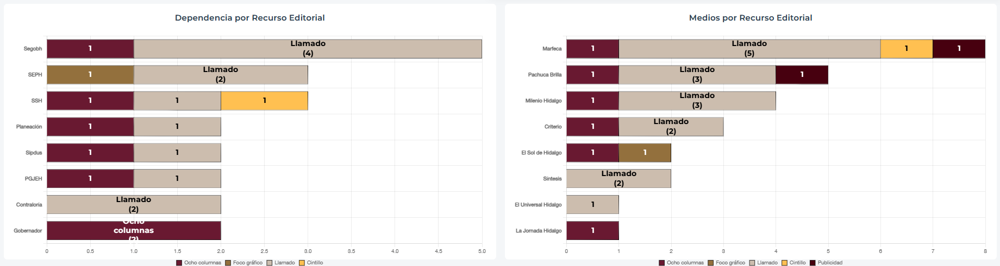 Dependencia por Recurso Editorial
Segobh
1
Llamado
(4)
SEPH
1
Llamado
(2)
SSH
1
1
1
Planeación
1
1
Sipdus
1
1
PGJEH
1
1
Contraloría
Llamado
(2)
Gobernador
Ocho
columnas
(2)
0 0.5 1.0 1.5 2.0 2.5 3.0 3.5 4.0 4.5 5.0
Ocho columnas Foco gráfico Llamado Cintillo
Medios por Recurso Editorial
Marfeca
1
Llamado
(5)
1
1
Pachuca Brilla
1
Llamado
(3)
1
Milenio Hidalgo
1
Llamado
(3)
Criterio
1
Llamado
(2)
El Sol de Hidalgo
1
1
Síntesis
Llamado
(2)
El Universal Hidalgo
1
La Jornada Hidalgo
1
0 1 2 3 4 5 6 7 8
Ocho columnas Foco gráfico Llamado Cintillo Publicidad